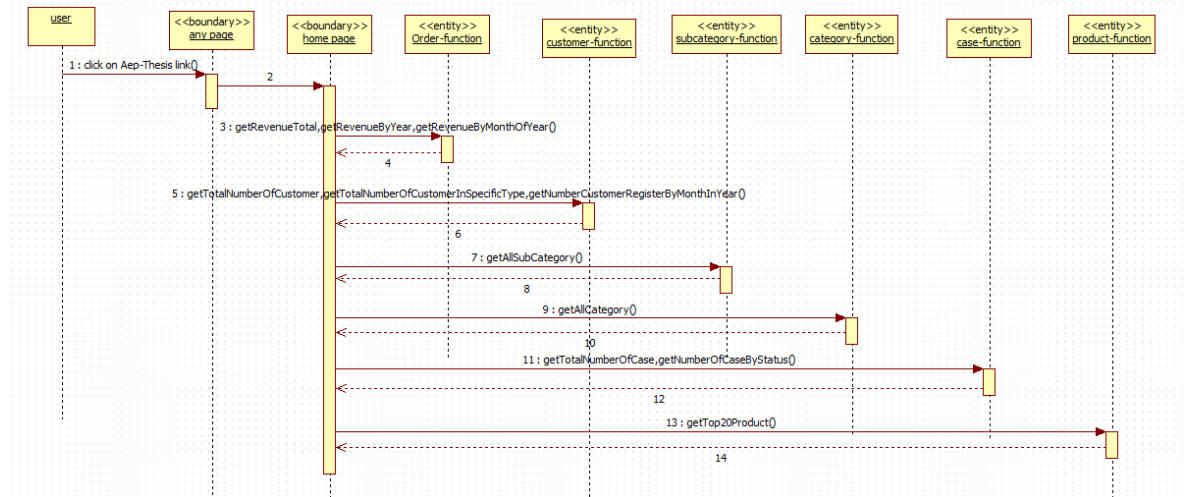 user
<<boundary>>
any page
<<boundary>>
home page
<<entity>>
Order-function
<<entity>>
customer-function
<<entity>>
subcategory-function
<<entity>>
category-function
<<entity>>
case-function
<<entity>>
product-function
1 : click on Aep-Thesis link()
2
3 : getRevenueTotal,getRevenueByYear,getRevenueByMonthOfYear()
4
5 : getTotalNumberOfCustomer,getTotalNumberOfCustomerInSpecificType,getNumberCustomerRegisterByMonthInYear()
6
7 : getAllSubCategory()
8
9 : getAllCategory()
10
11 : getTotalNumberOfCase,getNumberOfCaseByStatus()
12
13 : getTop20Product()
14